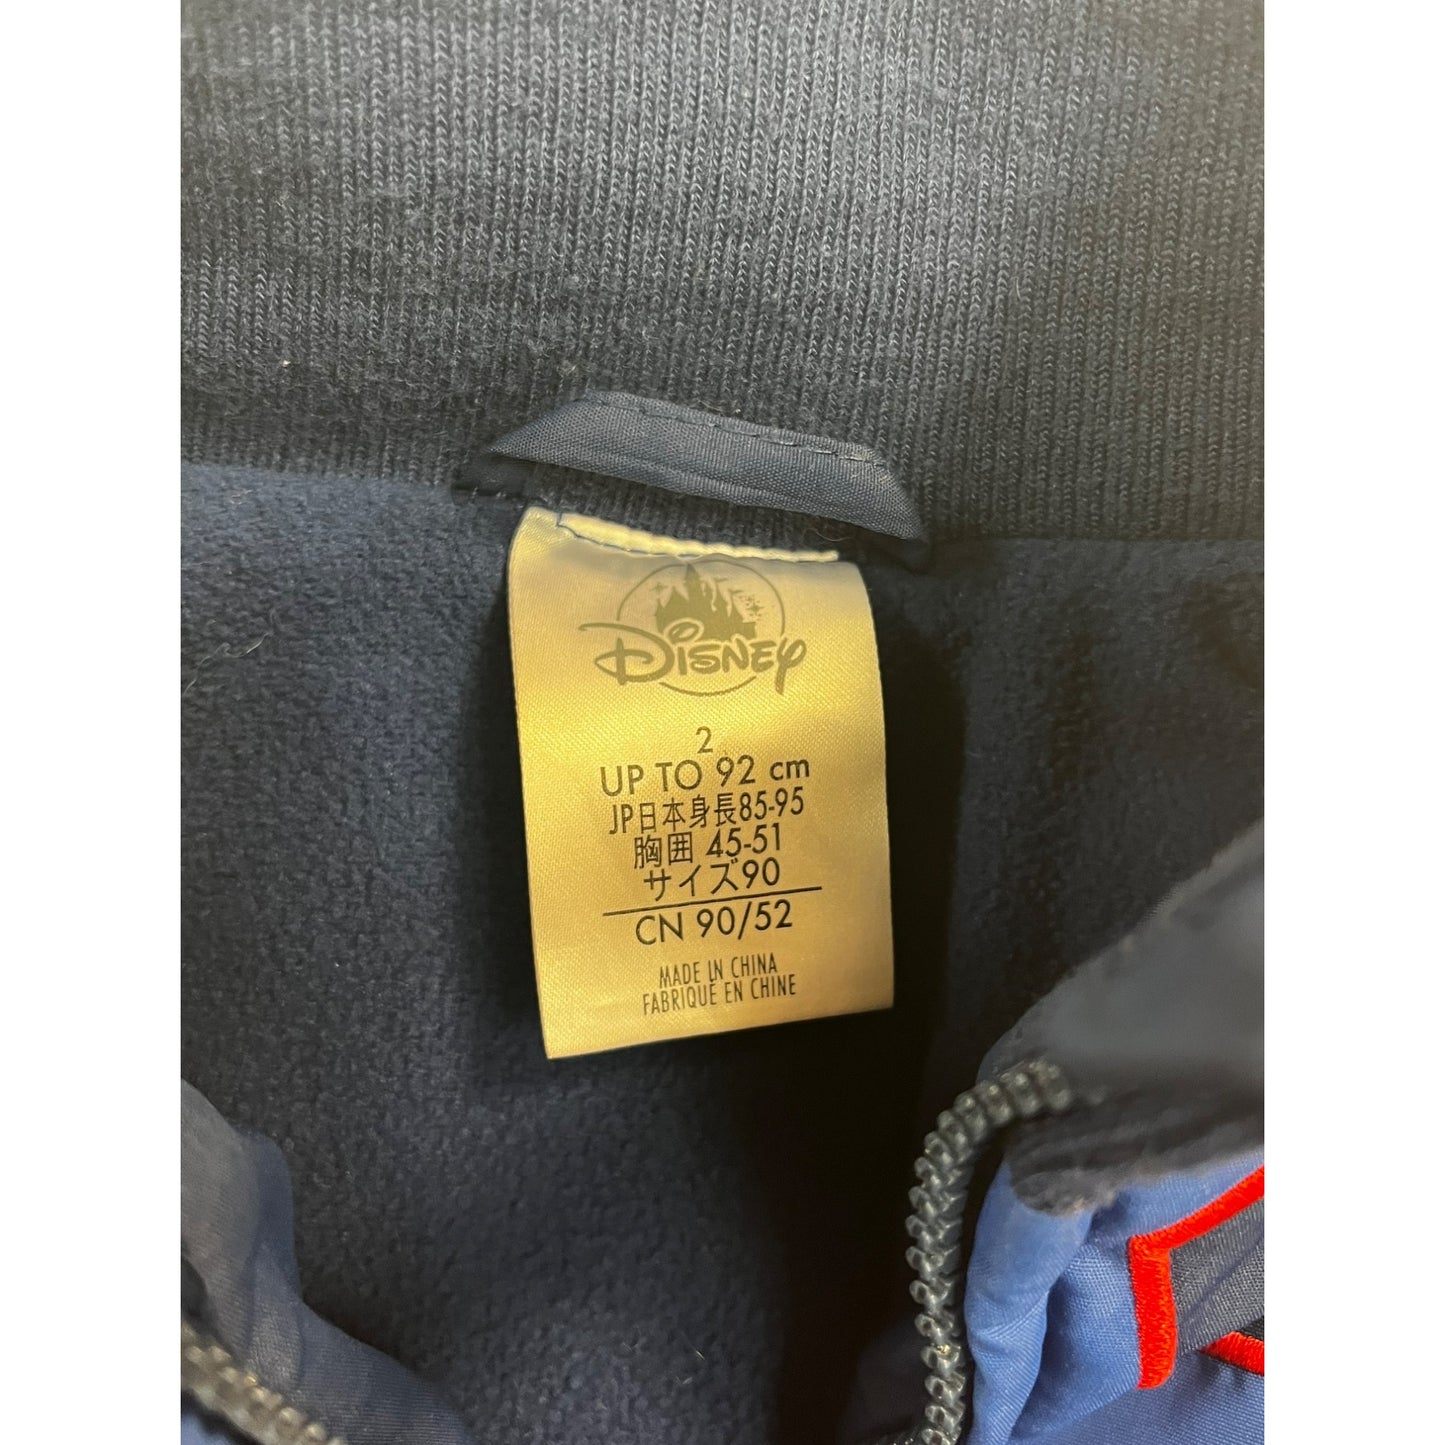 Disney
2
UP TO 92 cm
JP日本身長85-95
胸囲 45-51
サイズ90
CN 90/52
MADE IN CHINA
FABRIQUÉ EN CHINE